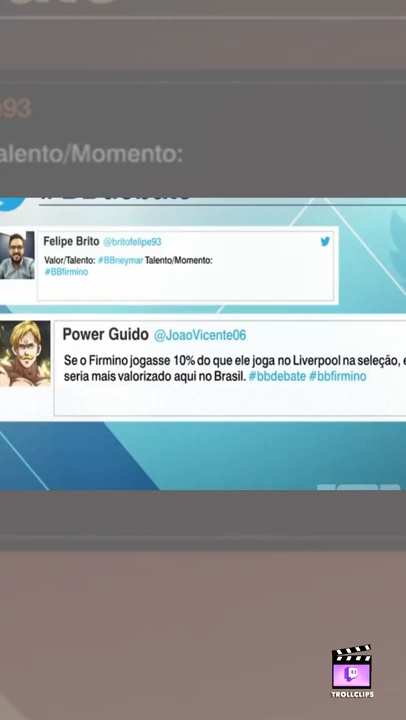 e93
alento/Momento:
Felipe Brito @britofelipe93
Valor/Talento: #BBneymar Talento/Momento:
#BBfirmino
Power Guido @JoaoVicente06
Se o Firmino jogasse 10% do que ele joga no Liverpool na seleção, e
seria mais valorizado aqui no Brasil. #bbdebate #bbfirmino
TROLLCLIPS